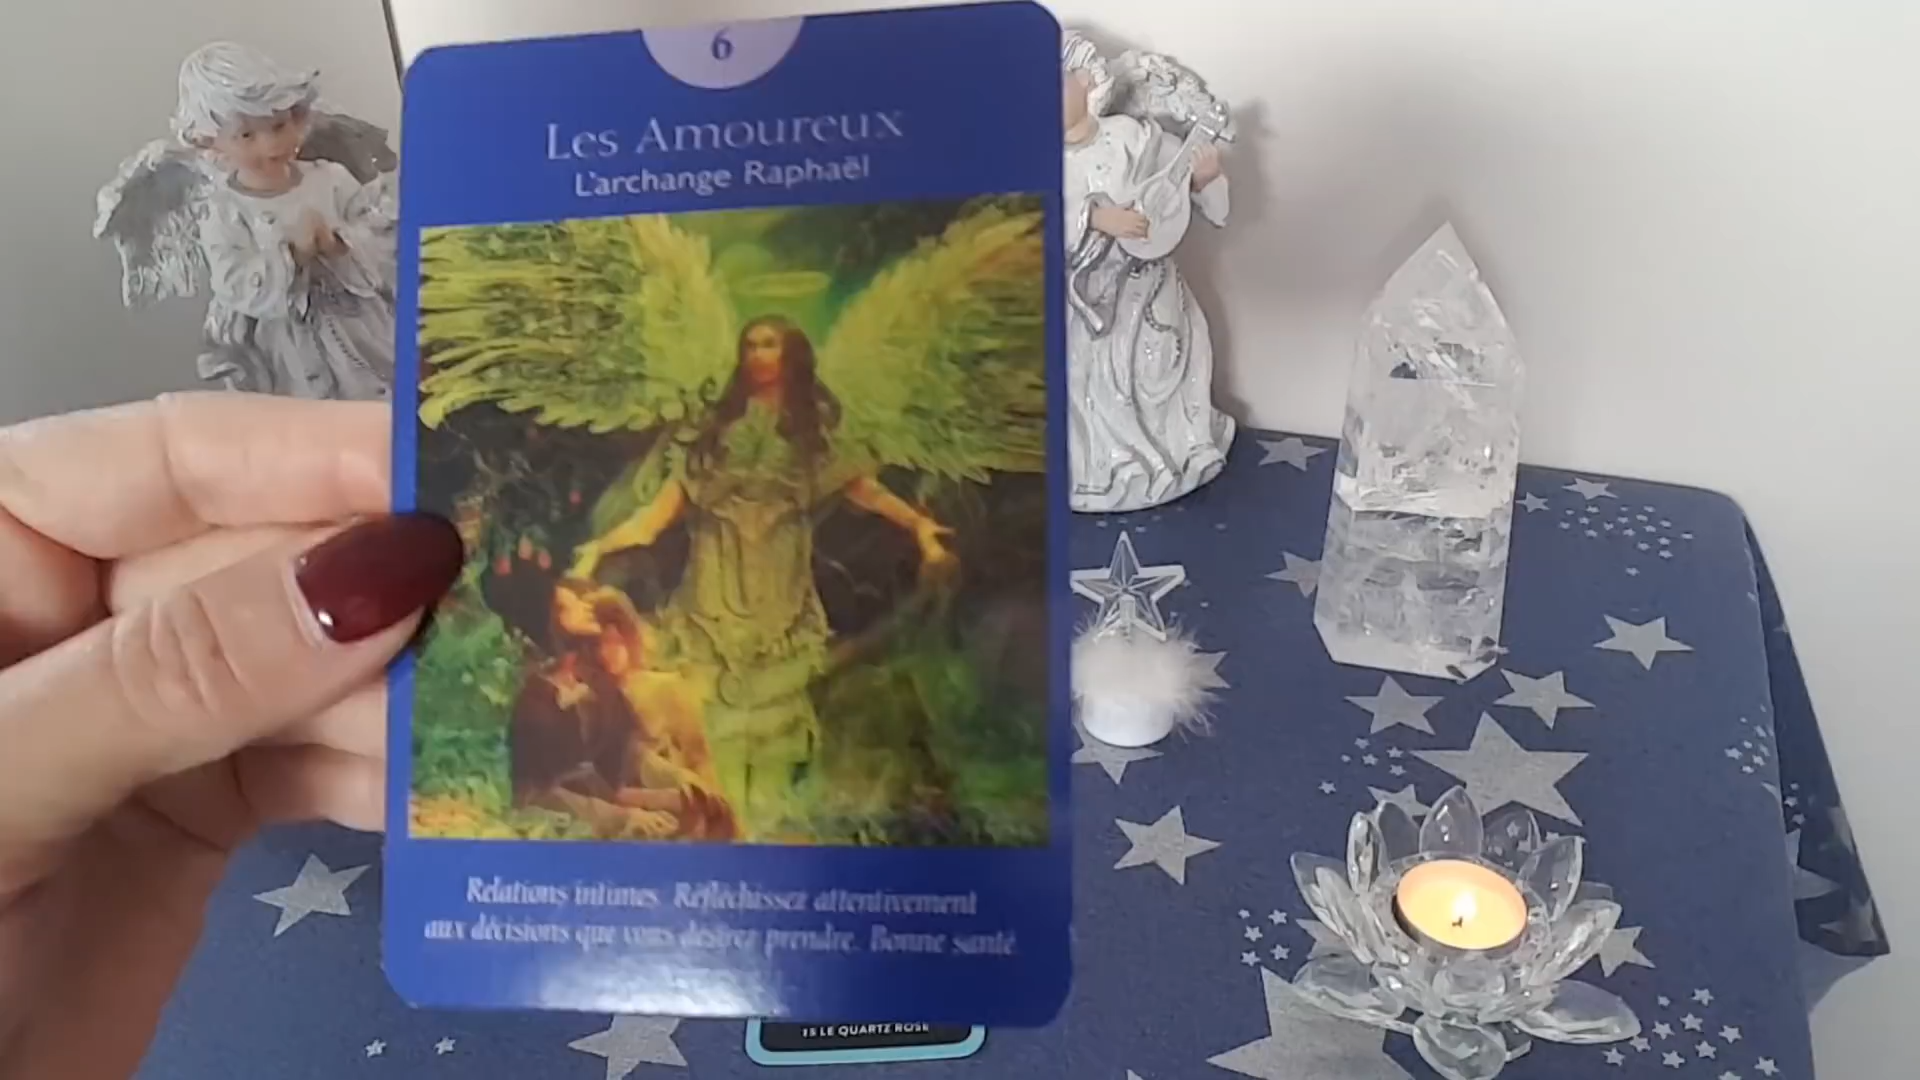 6
Les Amoureux
L'archange Raphaël
Relations intimes. Réfléchissez attentivement
aux décisions que vous désirez prendre. Bonne santé
15 LE QUARTZ ROSE